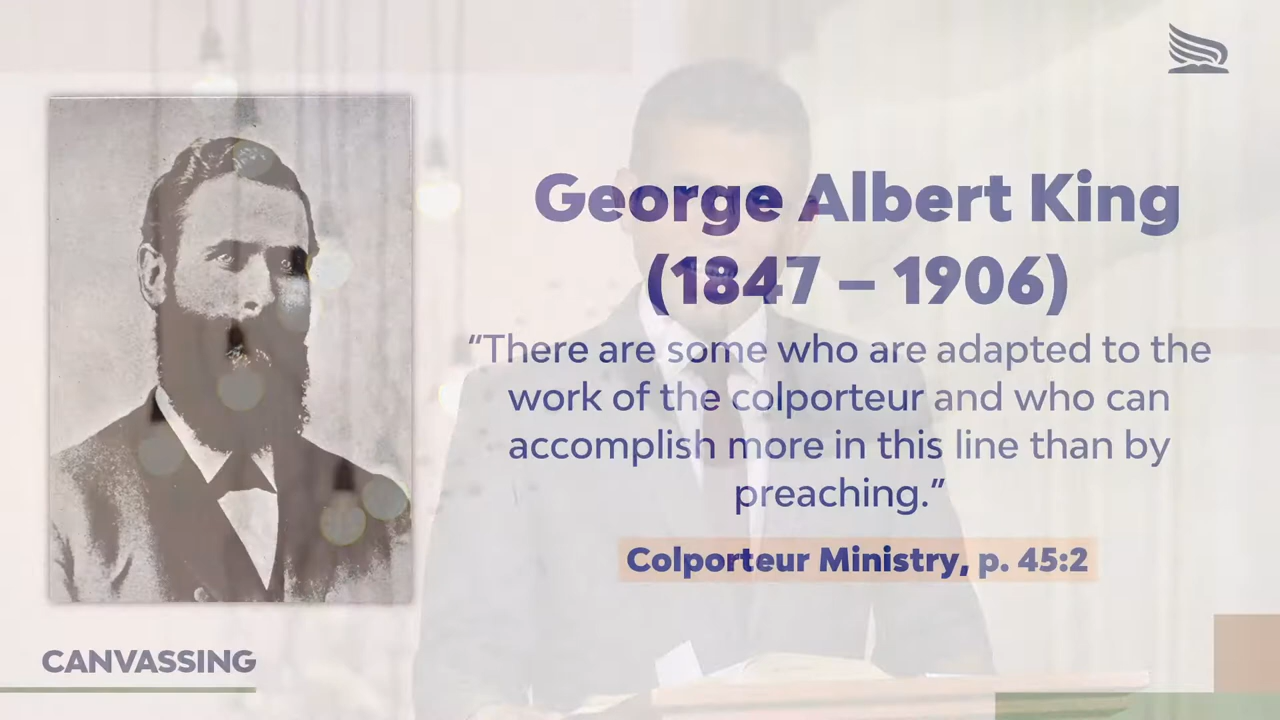 George Albert King
(1847 – 1906)
“There are some who are adapted to the
work of the colporteur and who can
accomplish more in this line than by
preaching.”
Colporteur Ministry, p. 45:2
CANVASSING